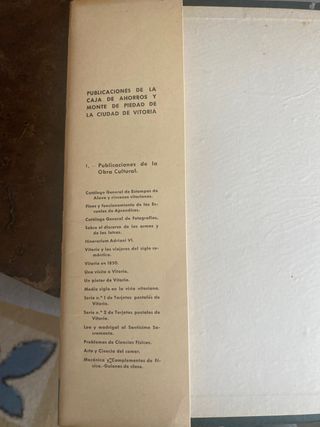 PUBLICACIONES DE LA
CAJA DE AHORROS Y
MONTE DE PIEDAD DE
LA CIUDAD DE VITORIA
I.—Publicaciones de la
Obra Cultural.
Catálogo General de Estampas de
Alava y rincones vitorianos.
Fines y funcionamiento de las Es-
cuelas de Aprendices.
Catálogo General de Fotografías.
Sobre el discurso de las armas y
de las letras.
Itinerarium Adriani VI.
Vitoria y los viajeros del siglo ro-
mántico.
Vitoria en 1850.
Una visita a Vitoria.
Un pintor de Vitoria.
Medio siglo en la vida vitoriana.
Serie n.º 1 de Tarjetas postales de
Vitoria.
Serie n.º 2 de Tarjetas postales de
Vitoria.
Loa y madrigal al Santísimo Sa-
cramento.
Problemas de Ciencias Físicas.
Arte y Ciencia del comer.
Mecánica y Complementos de Fí-
sica.-Guiones de clase.